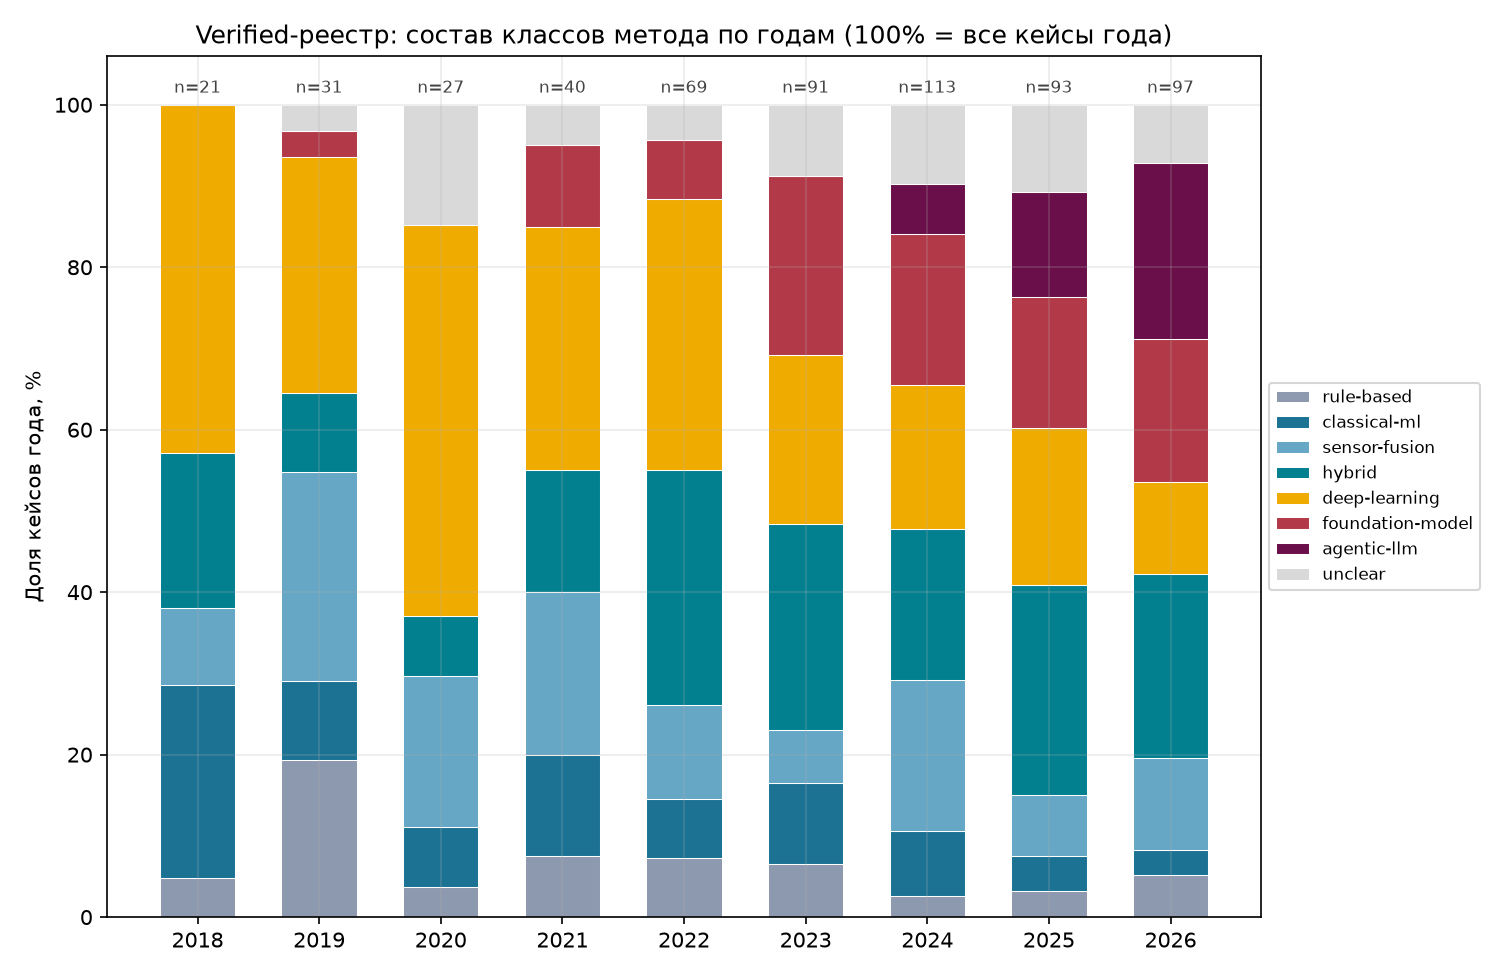 Verified-реестр: состав классов метода по годам (100% = все кейсы года)
n=21 n=31 n=27 n=40 n=69 n=91 n=113 n=93 n=97
100
80
60
40
20
0
Доля кейсов года, %
2018 2019 2020 2021 2022 2023 2024 2025 2026
rule-based
classical-ml
sensor-fusion
hybrid
deep-learning
foundation-model
agentic-llm
unclear